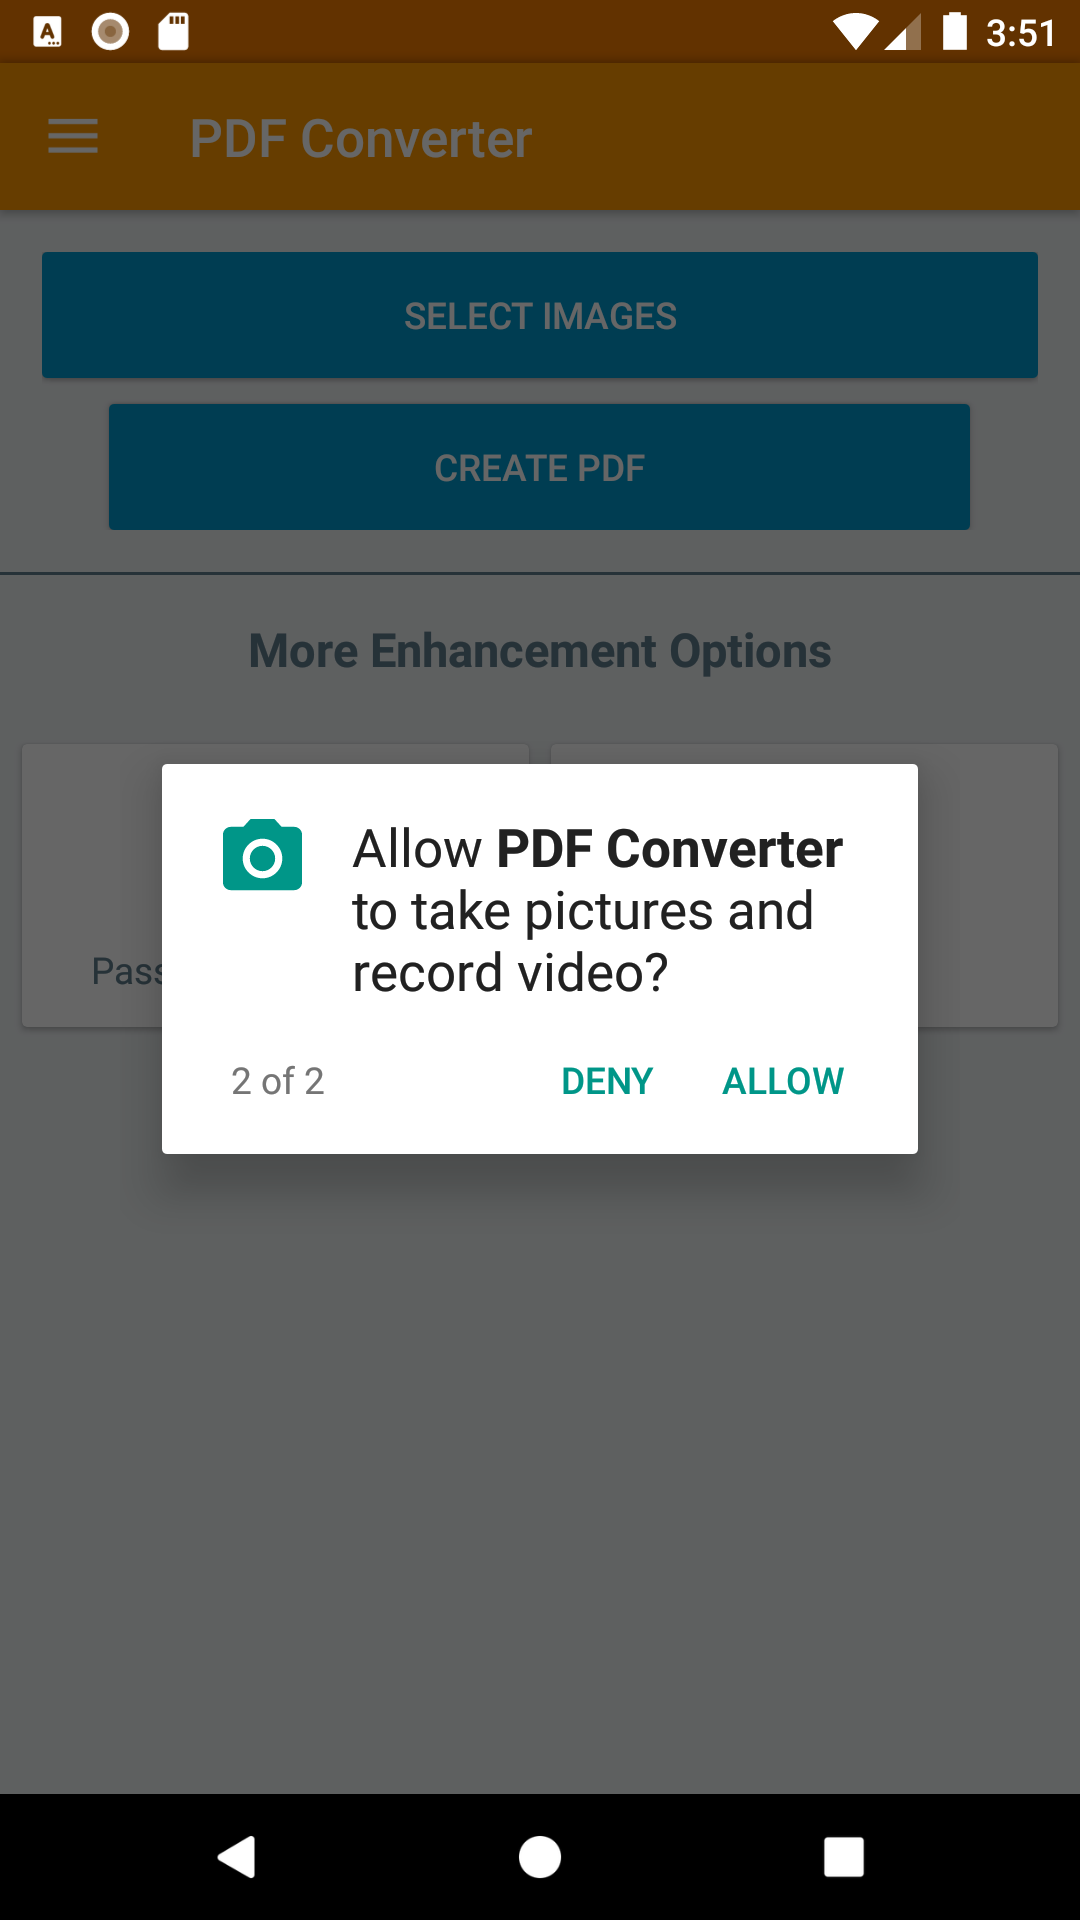 3:51
PDF Converter
SELECT IMAGES
CREATE PDF
More Enhancement Options
Pass
Allow PDF Converter
to take pictures and
record video?
2 of 2
DENY
ALLOW